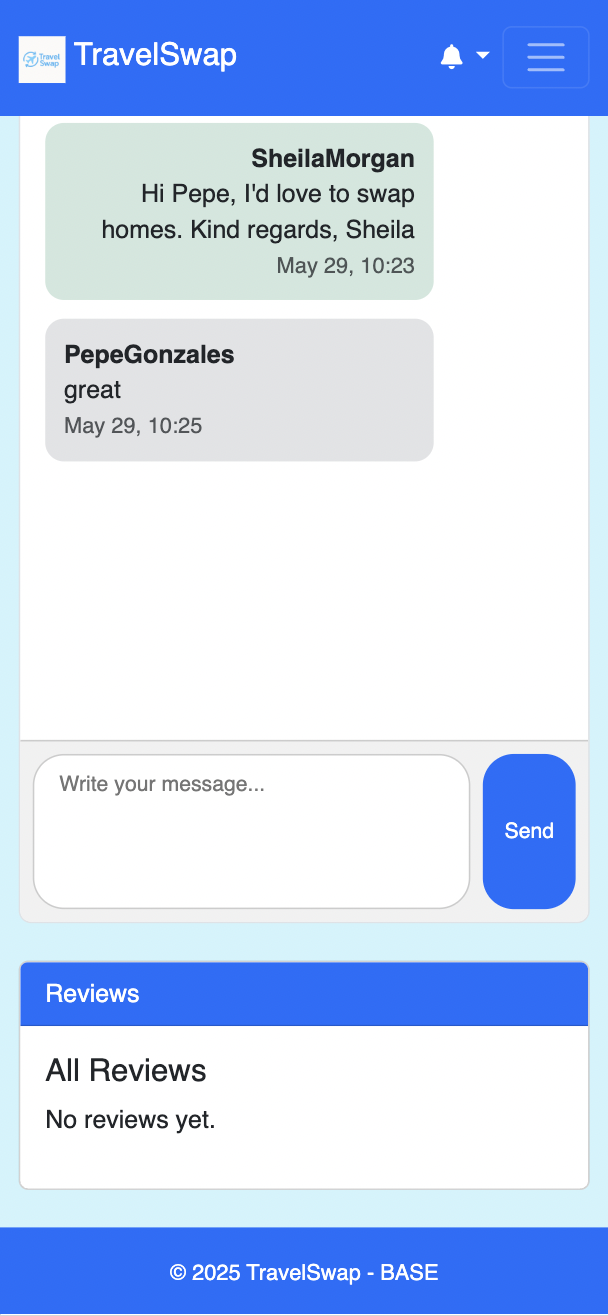 Travel
Swap
TravelSwap
SheilaMorgan
Hi Pepe, I'd love to swap
homes. Kind regards, Sheila
May 29, 10:23
PepeGonzales
great
May 29, 10:25
Write your message...
Send
Reviews
All Reviews
No reviews yet.
© 2025 TravelSwap - BASE